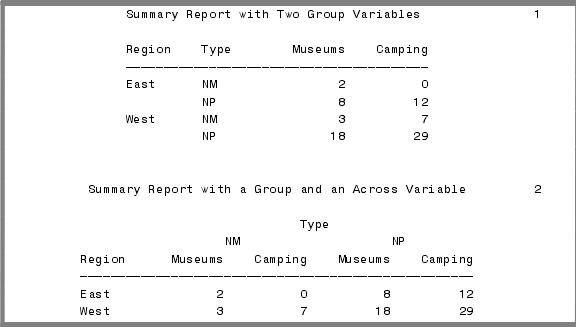 Summary Report with Two Group Variables 1
Region Type Museums Camping
East NM 2 0
NP 8 12
West NM 3 7
NP 18 29
Summary Report with a Group and an Across Variable 2
Type
NM NP
Region Museums Camping Museums Camping
East 2 0 8 12
West 3 7 18 29